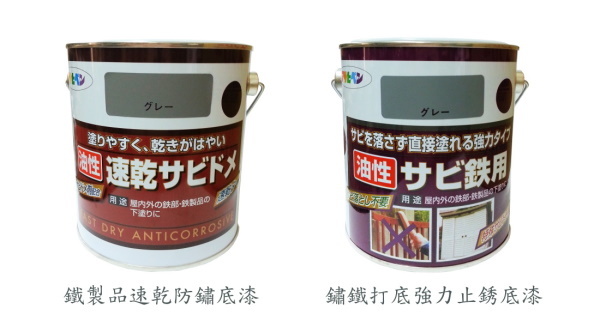 グレー
塗りやすく、乾きがはやい
油性 速乾サビドメ
用途 屋内外の鉄部・鉄製品の
下塗りに
FAST DRY ANTICORROSIVE
鐵製品速乾防鏽底漆
グレー
サビを落さず直接塗れる強力タイプ
油性 サビ鉄用
用途 屋内外の鉄部・鉄製品の下塗りに
鏽鐵打底強力止銹底漆